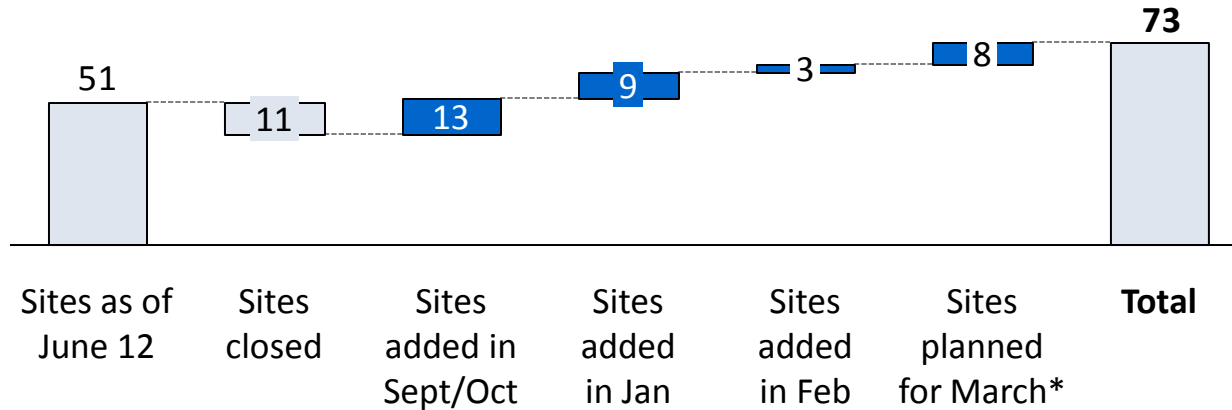 73
51
11
13
9
3
8
Sites as of
June 12
Sites
closed
Sites
added in
Sept/Oct
Sites
added
in Jan
Sites
added
in Feb
Sites
planned
for March*
Total